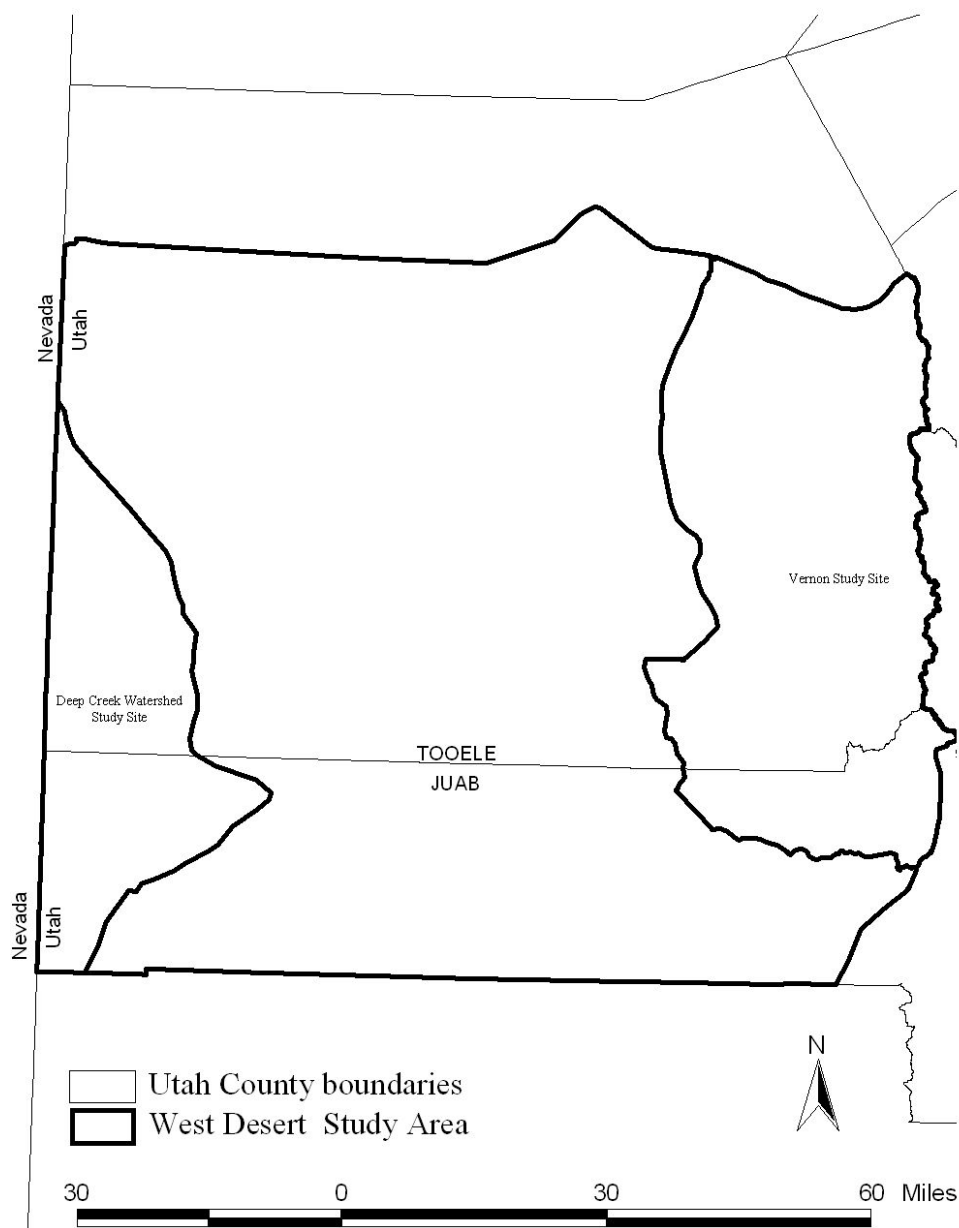 Nevada
Utah
Vernon Study Site
Deep Creek Watershed
Study Site
TOOELE
JUAB
Nevada
Utah
N
Utah County boundaries
West Desert Study Area
30 0 30 60 Miles